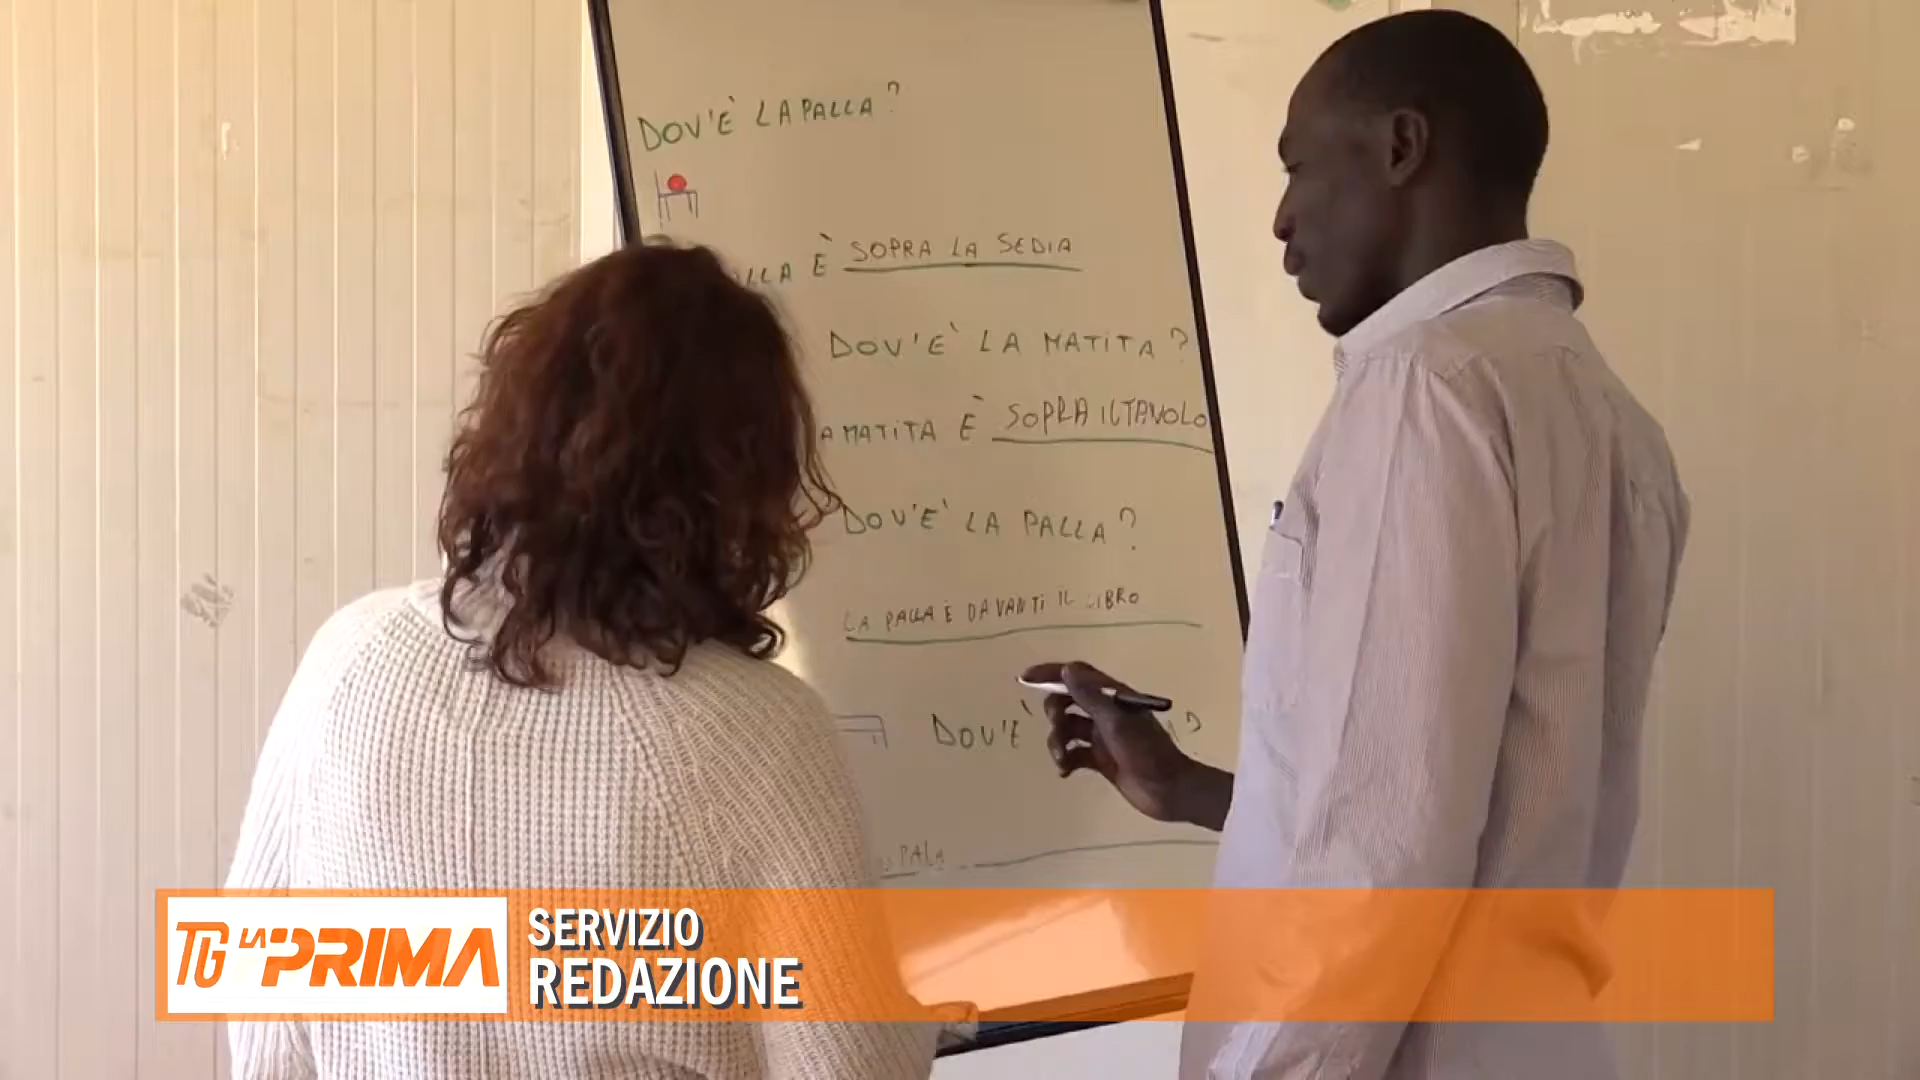 DOV'È LA PALLA?
È SOPRA LA SEDIA
DOV'E' LA MATITA?
A MATITA È SOPRA IL TAVOLO
DOV'E' LA PALLA?
LA PALLA È DAVANTI IL LIBRO
DOV'E' ?
PALA
TG LA PRIMA
SERVIZIO
REDAZIONE